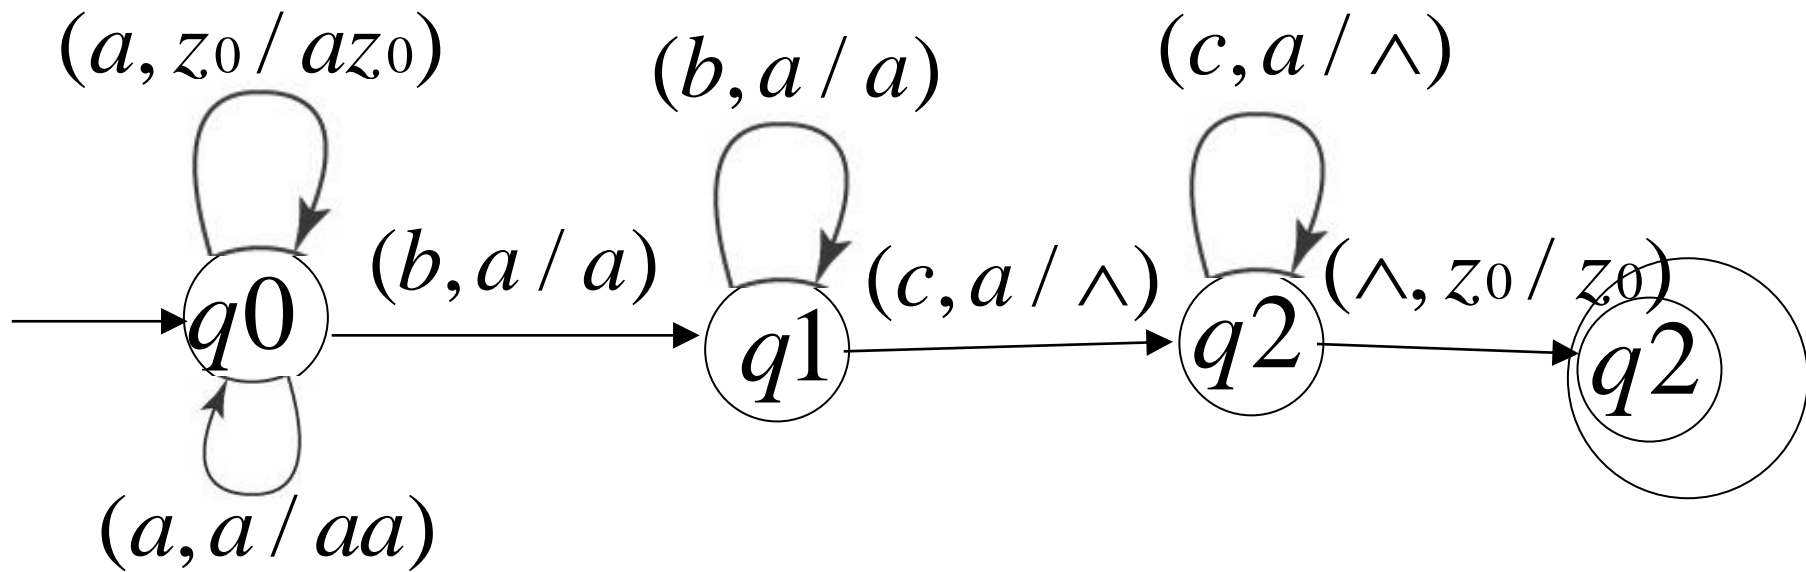 (a, z0 / az0)
(b, a / a)
(c, a / ∧)
(b, a / a)
(c, a / ∧)
(∧, z0 / z0)
q0
q1
q2
q2
(a, a / aa)